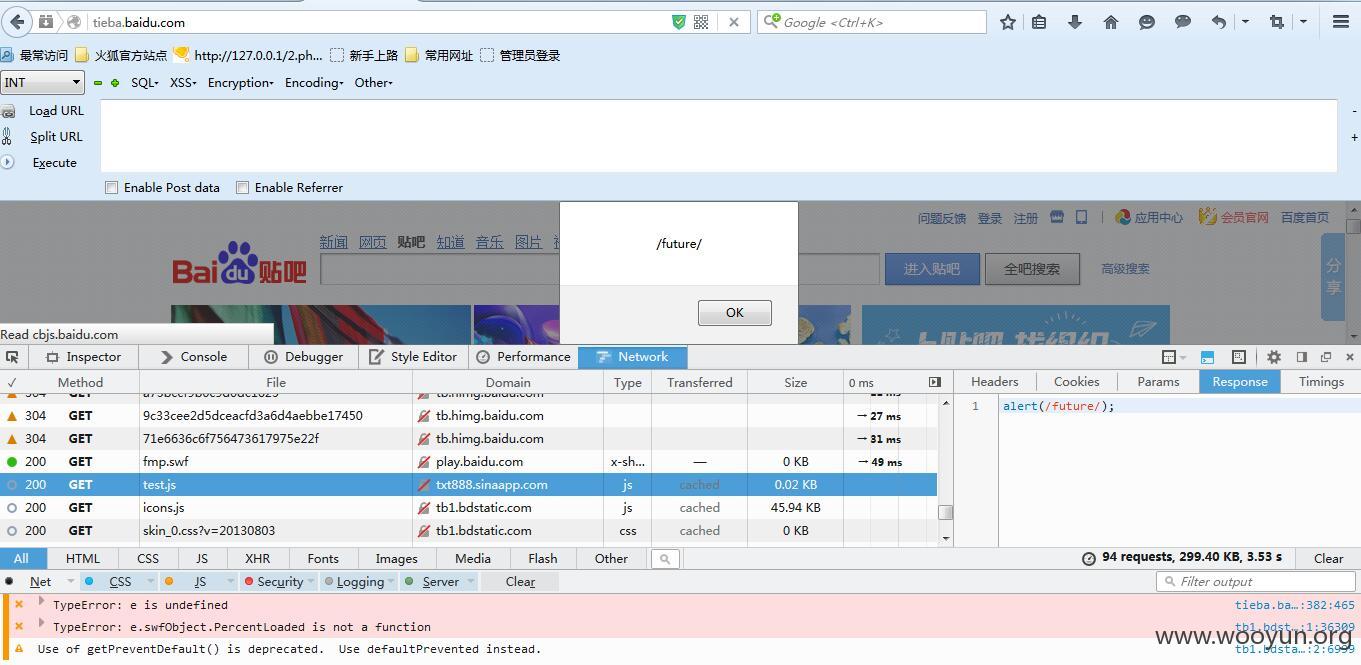 tieba.baidu.com
Google <Ctrl+K>
最常访问 火狐官方站点 http://127.0.0.1/2.ph... 新手上路 常用网址 管理员登录
INT SQL- XSS- Encryption- Encoding- Other-
Load URL
Split URL
Execute
Enable Post data Enable Referrer
问题反馈 登录 注册 应用中心 会员官网 百度首页
新闻 网页 贴吧 知道 音乐 图片
Bai du 贴吧
进入贴吧 全吧搜索 高级搜索
分享
/future/
OK
Read cbjs.baidu.com
Inspector Console Debugger Style Editor Performance Network
✓ Method File Domain Type Transferred Size 0 ms
Headers Cookies Params Response Timings
1 alert(/future/);
304 GET 9c33cee2d5dceacfd3a6d4aebbe17450 tb.himg.baidu.com → 27 ms
304 GET 71e6636c6f756473617975e22f tb.himg.baidu.com → 31 ms
200 GET fmp.swf play.baidu.com x-sh... — 0 KB → 49 ms
200 GET test.js txt888.sinaapp.com js cached 0.02 KB
200 GET icons.js tb1.bdstatic.com js cached 45.94 KB
200 GET skin_0.css?v=20130803 tb1.bdstatic.com css cached 0 KB
All HTML CSS JS XHR Fonts Images Media Flash Other 94 requests, 299.40 KB, 3.53 s Clear
Net CSS JS Security Logging Server Clear Filter output
TypeError: e is undefined tieba.ba…:382:465
TypeError: e.swfObject.PercentLoaded is not a function tb1.bdst…:1:36309
Use of getPreventDefault() is deprecated. Use defaultPrevented instead. tb1.bdsta…:2:6999
www.wooyun.org